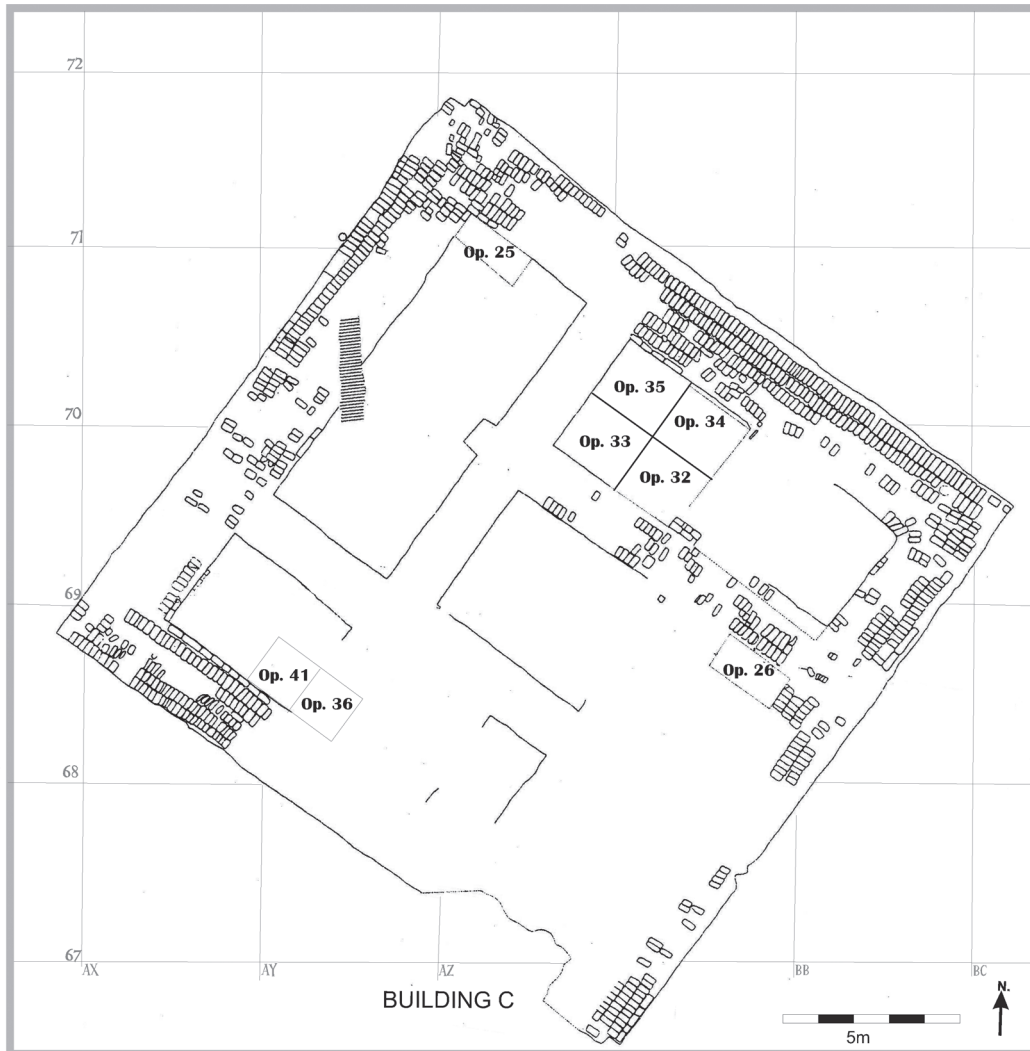 72
71
Op. 25
Op. 35
70
Op. 34
Op. 33
Op. 32
69
Op. 41
Op. 26
Op. 36
68
67
AX
AY
AZ
BB
BC
BUILDING C
N.
5m